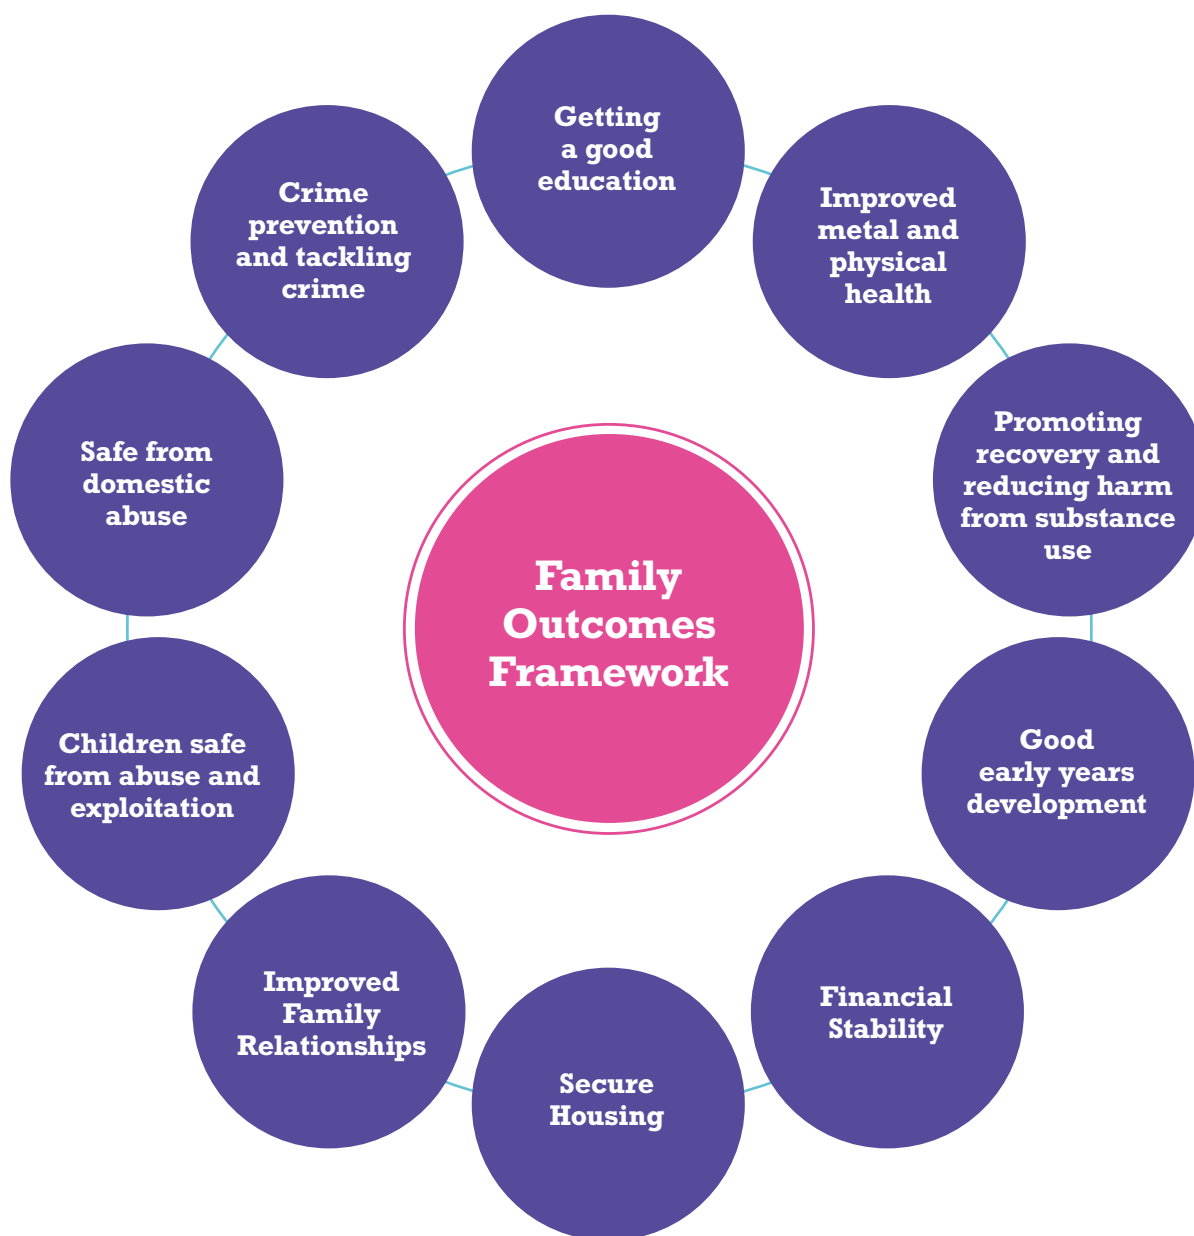 Getting
a good
education
Improved
metal and
physical
health
Promoting
recovery and
reducing harm
from substance
use
Good
early years
development
Financial
Stability
Secure
Housing
Improved
Family
Relationships
Children safe
from abuse and
exploitation
Safe from
domestic
abuse
Crime
prevention
and tackling
crime
Family
Outcomes
Framework